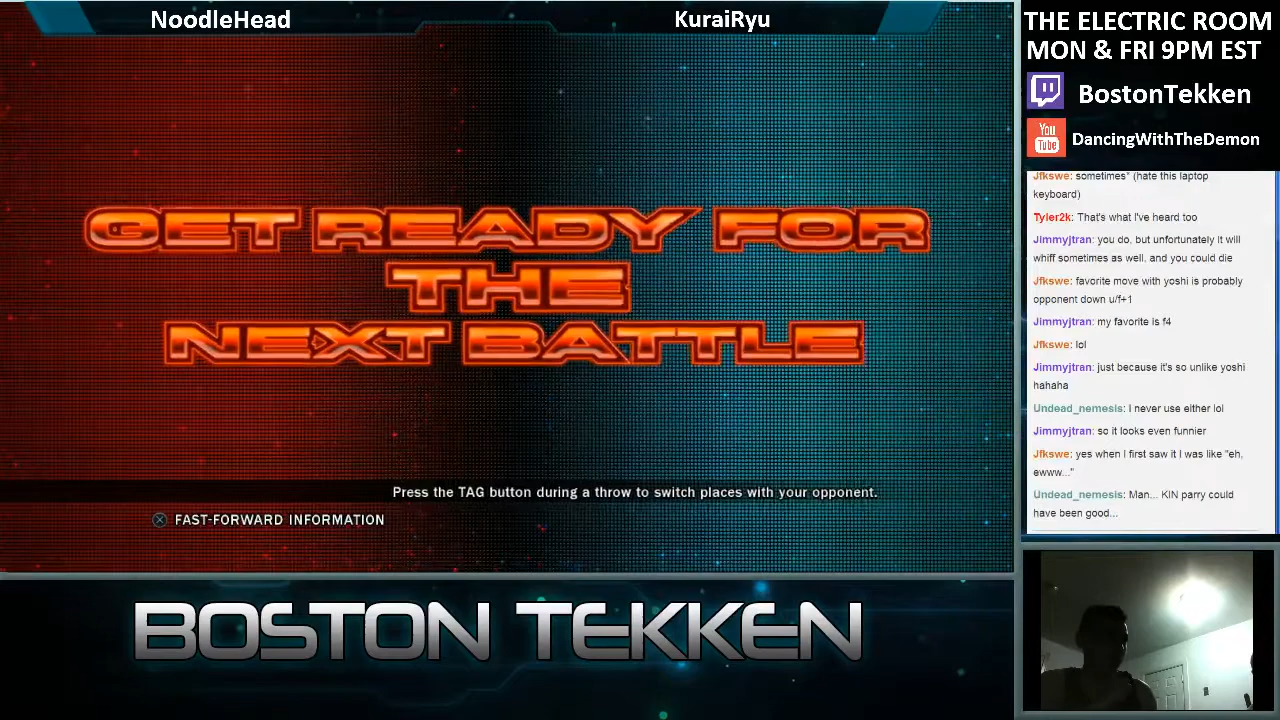 NoodleHead
KuraiRyu
GET READY FOR
THE
NEXT BATTLE
Press the TAG button during a throw to switch places with your opponent.
FAST-FORWARD INFORMATION
BOSTON TEKKEN
THE ELECTRIC ROOM
MON & FRI 9PM EST
BostonTekken
You
Tube
DancingWithTheDemon
Jfkswe: sometimes* (hate this laptop
keyboard)
Tyler2k: That's what I've heard too
Jimmyjtran: you do, but unfortunately it will
whiff sometimes as well, and you could die
Jfkswe: favorite move with yoshi is probably
opponent down u/f+1
Jimmyjtran: my favorite is f4
Jfkswe: lol
Jimmyjtran: just because it's so unlike yoshi
hahaha
Undead_nemesis: I never use either lol
Jimmyjtran: so it looks even funnier
Jfkswe: yes when I first saw it I was like "eh,
ewww..."
Undead_nemesis: Man... KIN parry could
have been good...